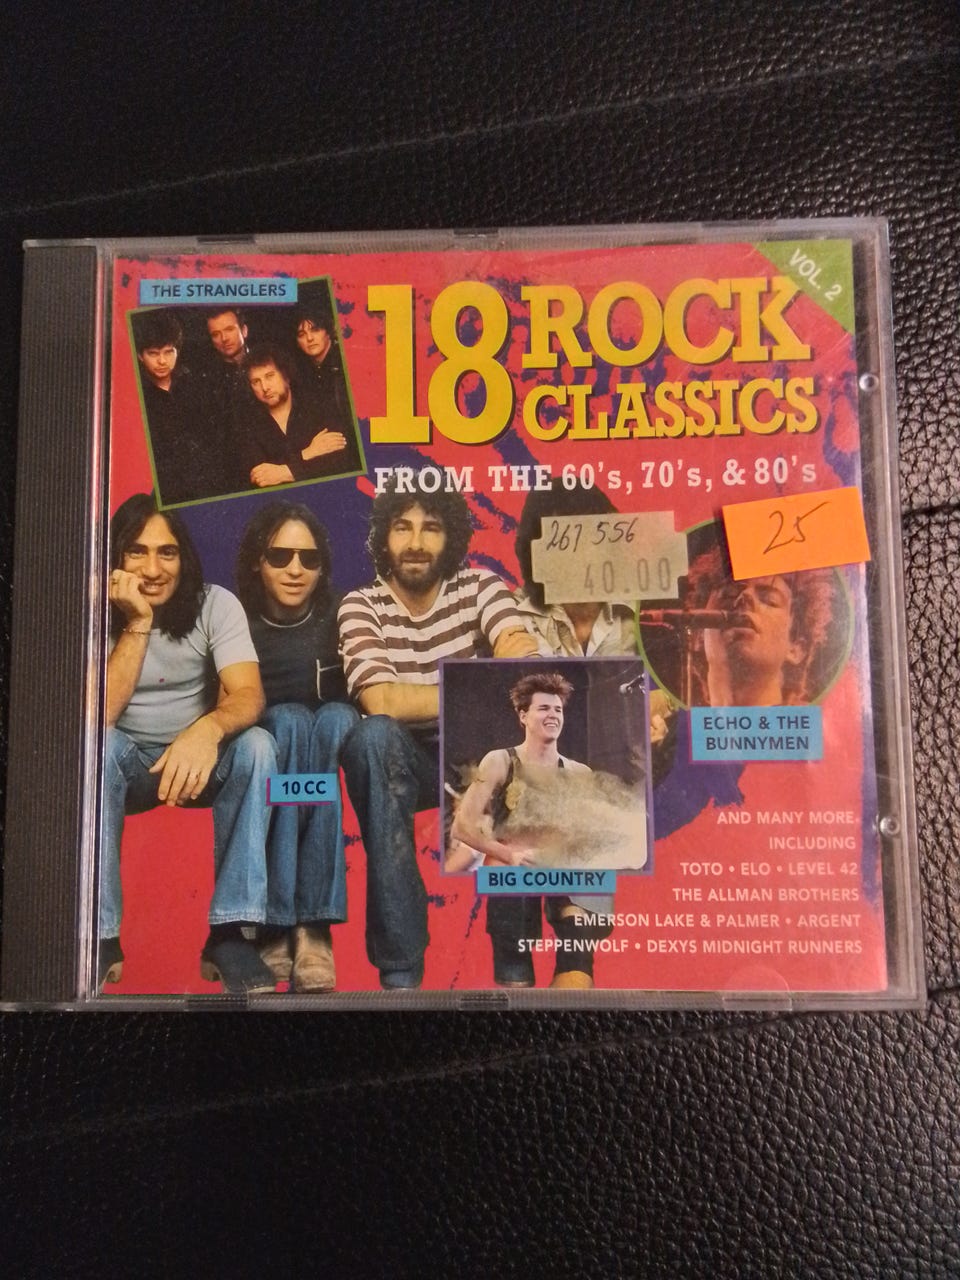 VOL. 2
THE STRANGLERS
18 ROCK
CLASSICS
FROM THE 60's, 70's, & 80's
267 556
40.00
25
ECHO & THE
BUNNYMEN
10 CC
BIG COUNTRY
AND MANY MORE
INCLUDING
TOTO • ELO • LEVEL 42
THE ALLMAN BROTHERS
EMERSON LAKE & PALMER • ARGENT
STEPPENWOLF • DEXYS MIDNIGHT RUNNERS